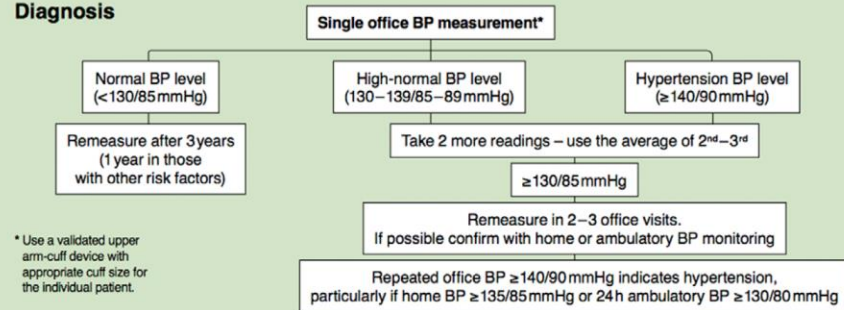 Diagnosis
Single office BP measurement*
Normal BP level
(<130/85 mmHg)
High-normal BP level
(130–139/85–89 mmHg)
Hypertension BP level
(≥140/90 mmHg)
Remeasure after 3 years
(1 year in those
with other risk factors)
Take 2 more readings – use the average of 2nd–3rd
≥130/85 mmHg
Remeasure in 2–3 office visits.
If possible confirm with home or ambulatory BP monitoring
* Use a validated upper
arm-cuff device with
appropriate cuff size for
the individual patient.
Repeated office BP ≥140/90 mmHg indicates hypertension,
particularly if home BP ≥135/85 mmHg or 24 h ambulatory BP ≥130/80 mmHg